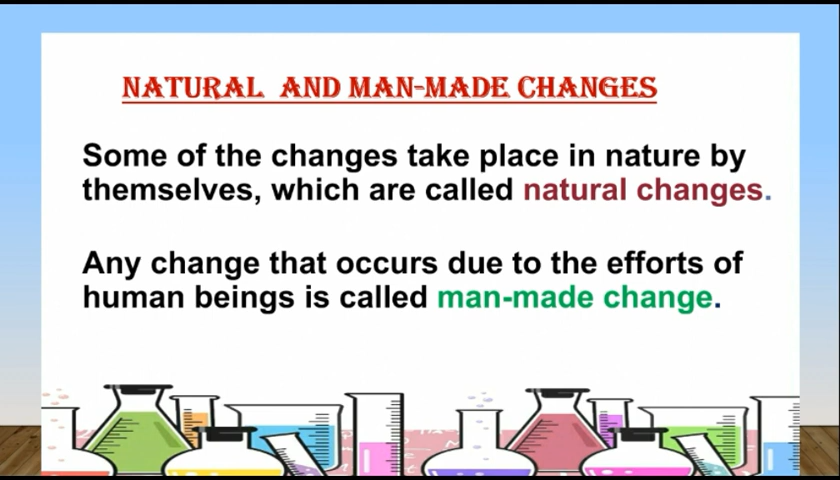 NATURAL AND MAN-MADE CHANGES
Some of the changes take place in nature by
themselves, which are called natural changes.
Any change that occurs due to the efforts of
human beings is called man-made change.